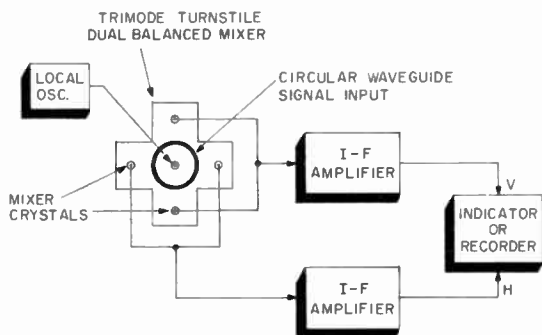 TRIMODE TURNSTILE
DUAL BALANCED MIXER
LOCAL
OSC.
CIRCULAR WAVEGUIDE
SIGNAL INPUT
MIXER
CRYSTALS
I-F
AMPLIFIER
V
INDICATOR
OR
RECORDER
H
I-F
AMPLIFIER